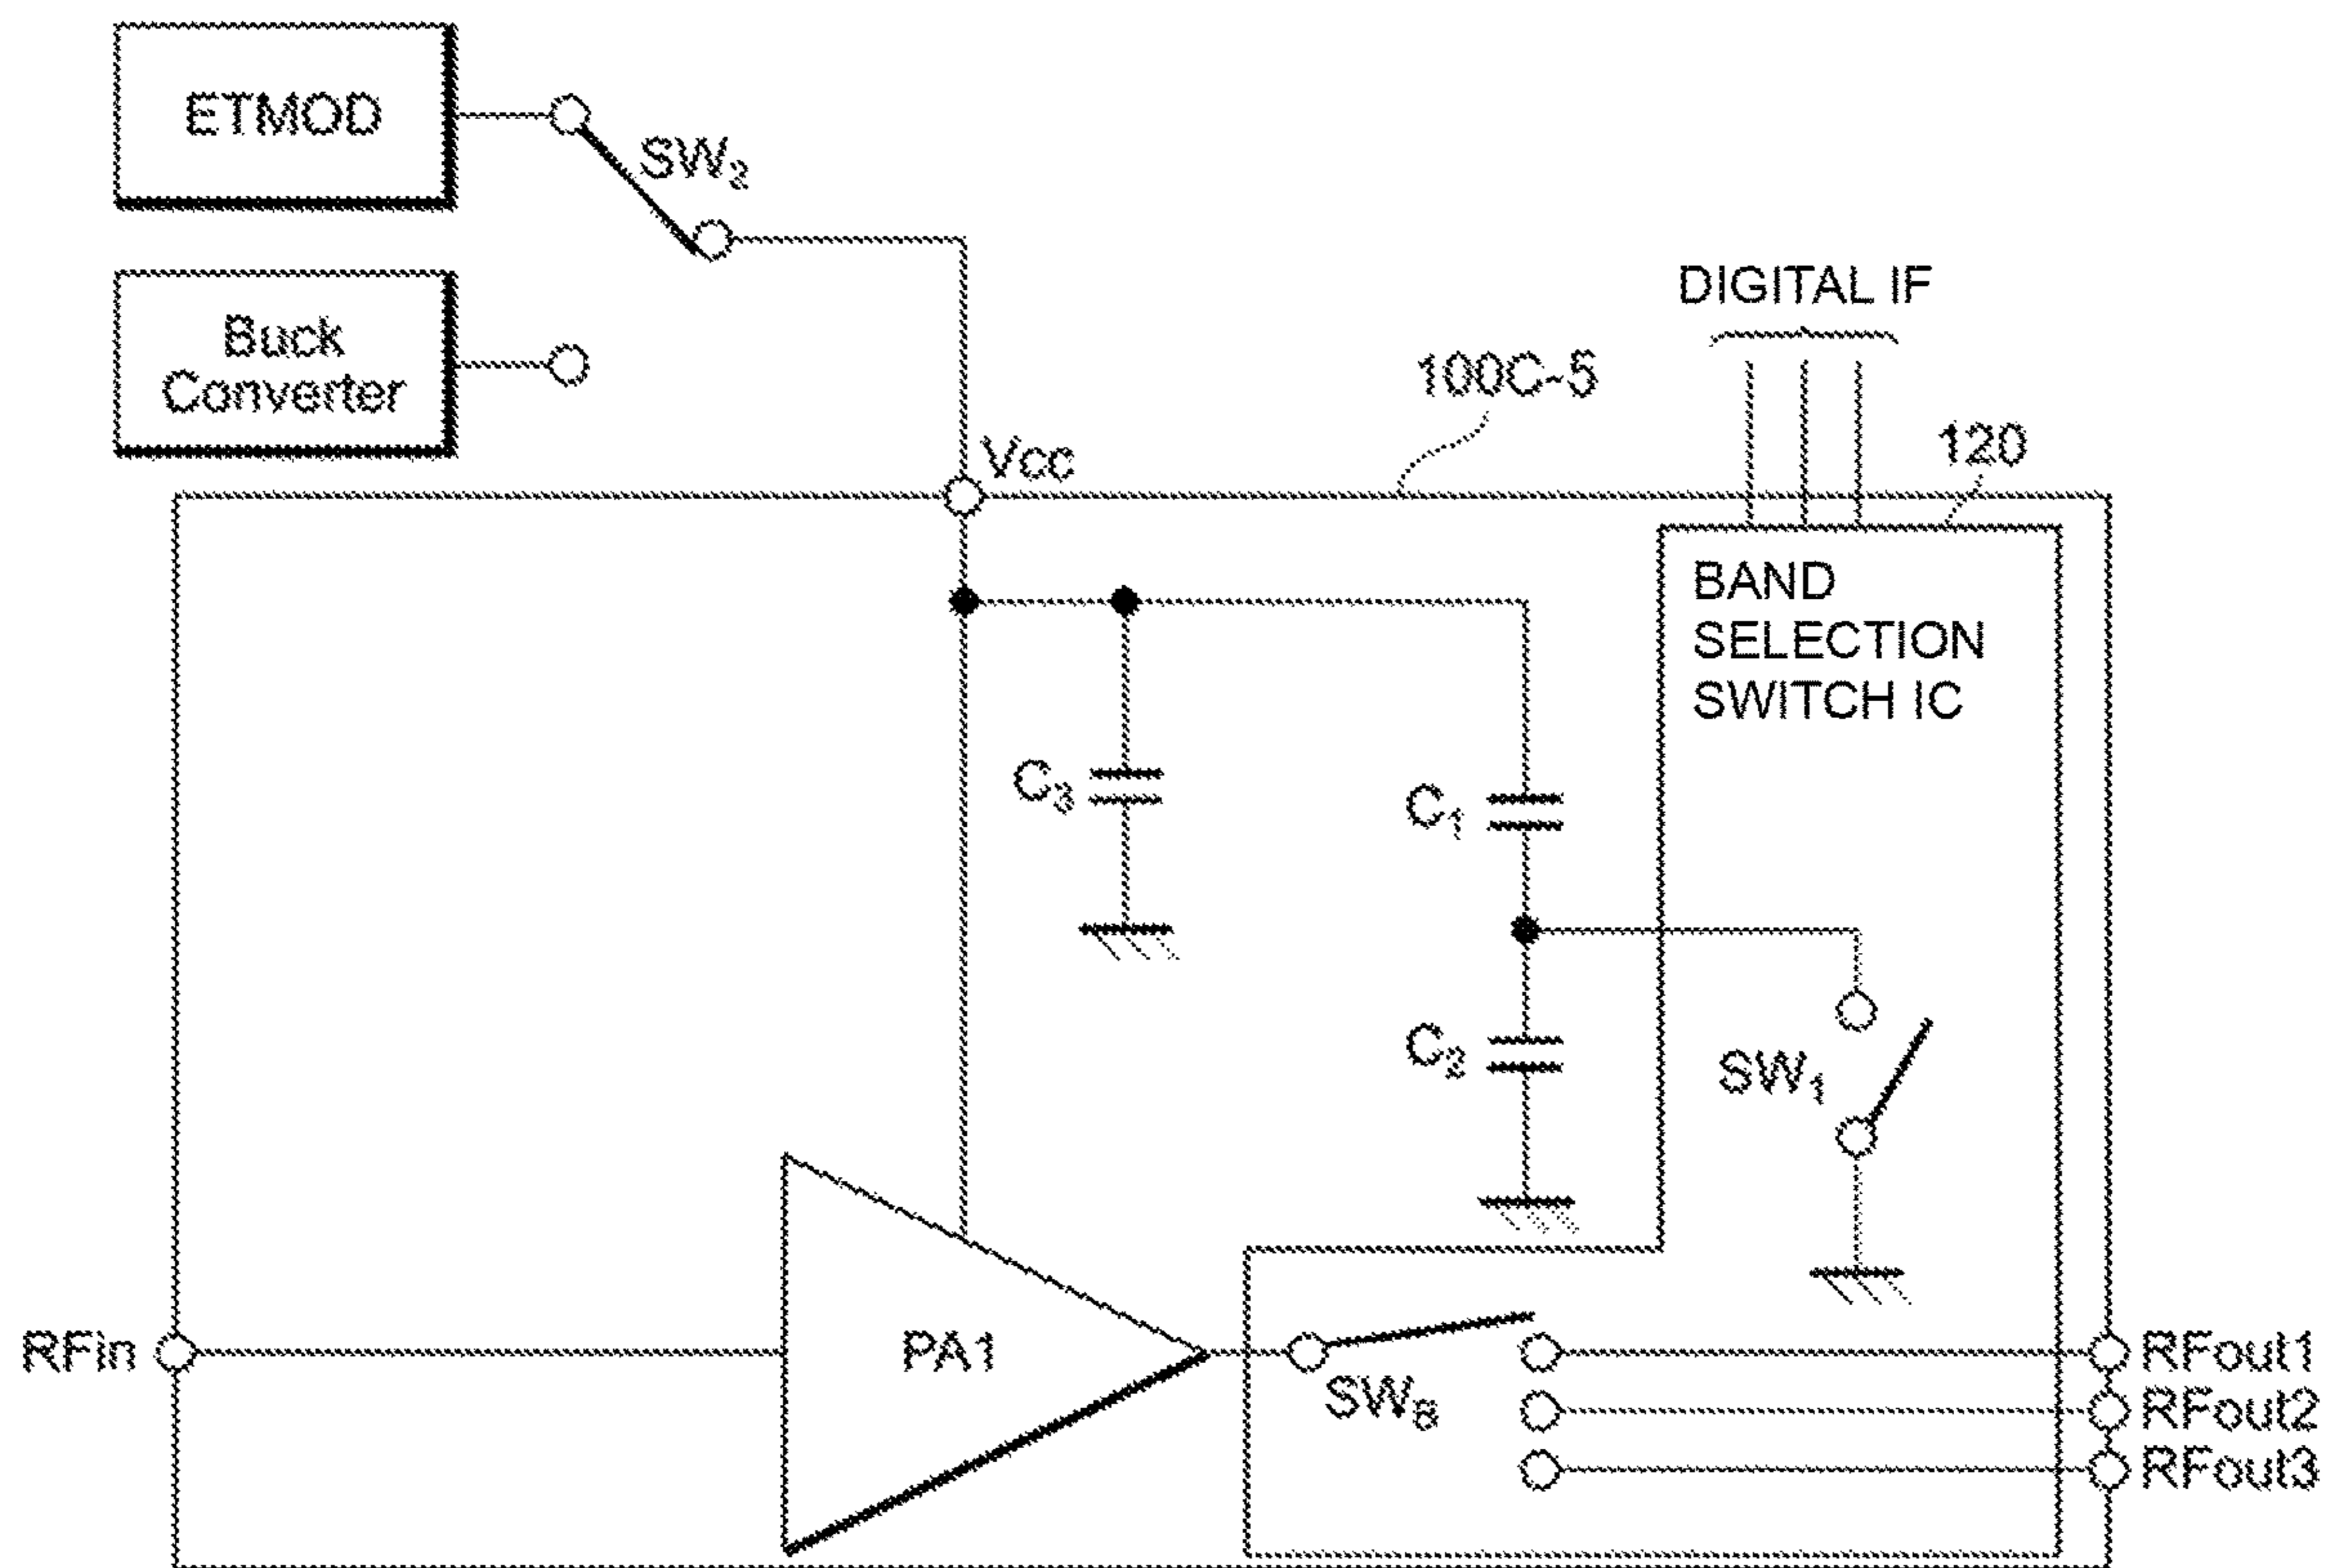 ETMOD
SW₂
Buck
Converter
DIGITAL IF
100C-5
120
Vcc
BAND
SELECTION
SWITCH IC
C₃
C₁
C₂
SW₁
RFin
PA1
SW_B
RFout1
RFout2
RFout3